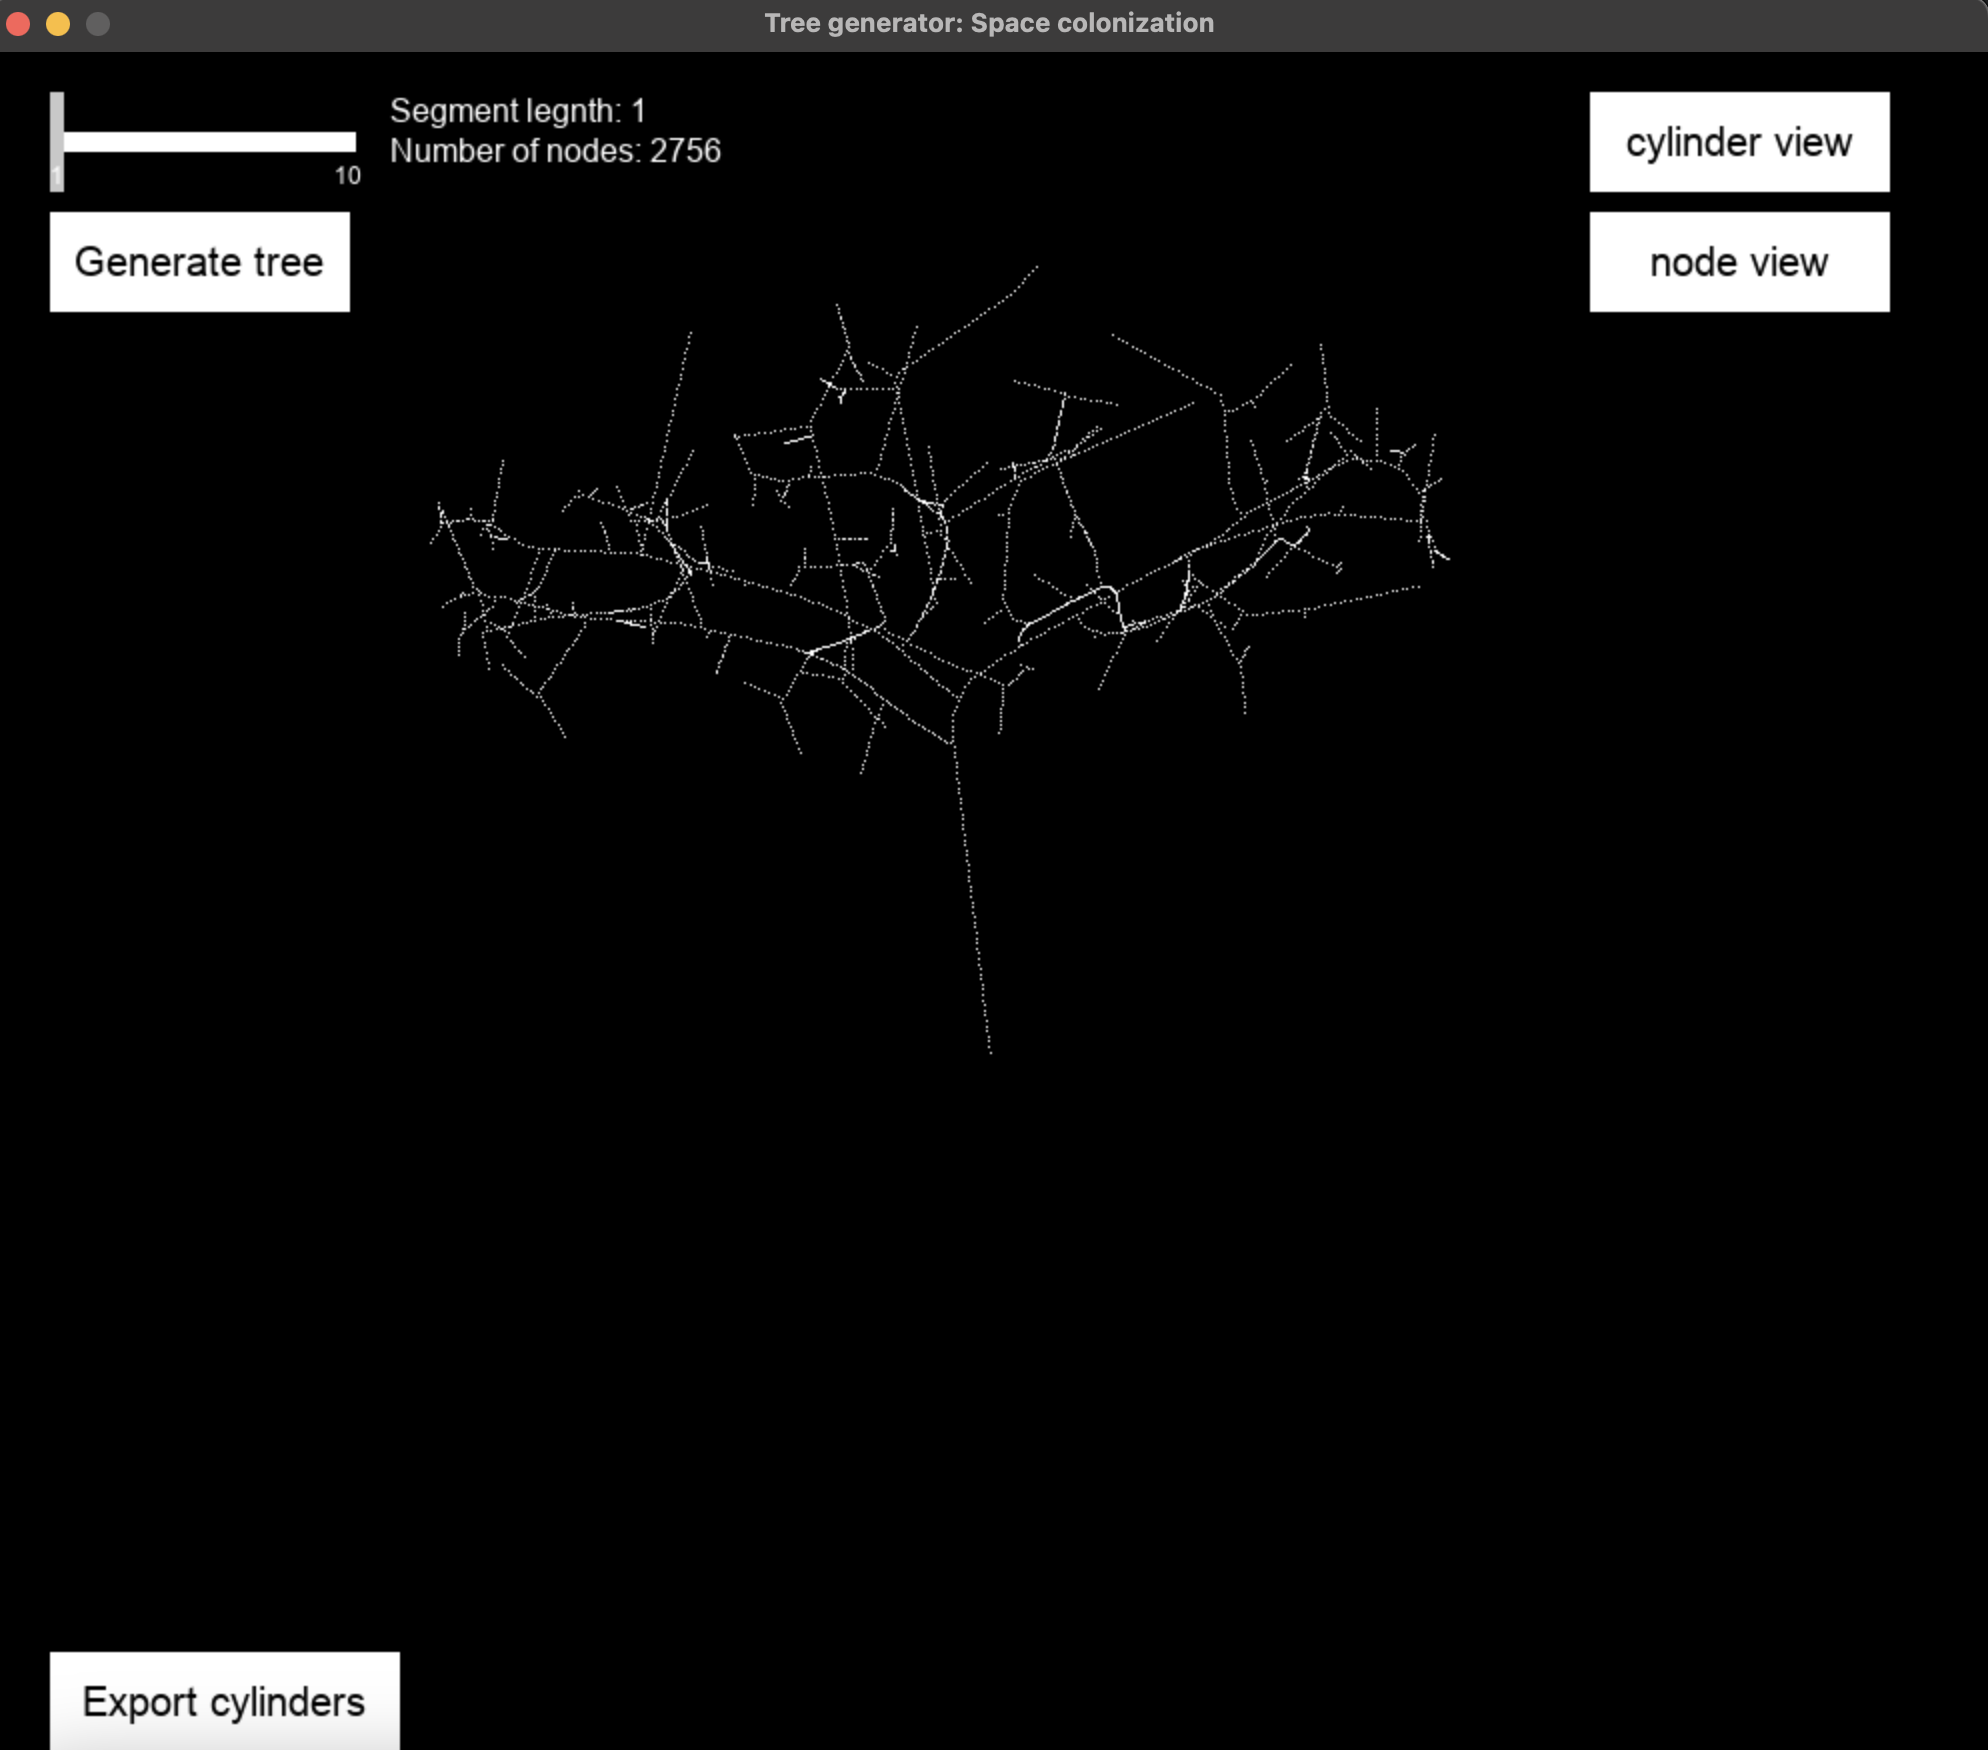 Tree generator: Space colonization
Segment legnth: 1
Number of nodes: 2756
1
10
Generate tree
cylinder view
node view
Export cylinders